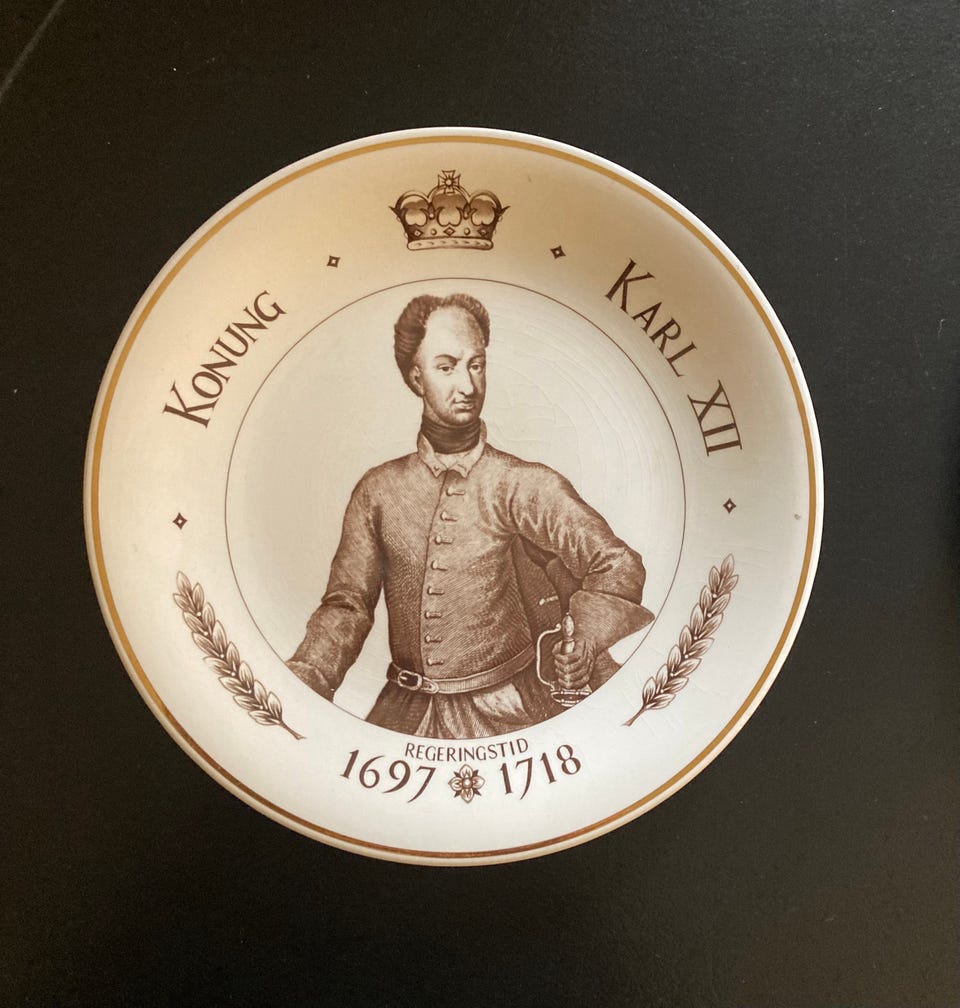 KONUNG
KARL XII
REGERINGSTID
1697 1718